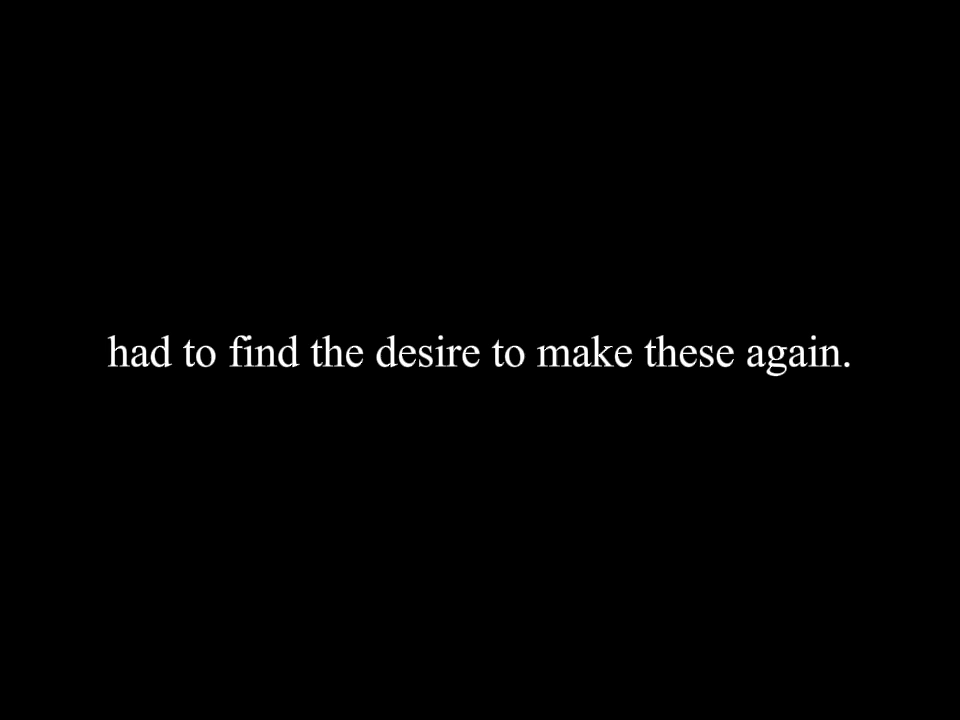 had to find the desire to make these again.